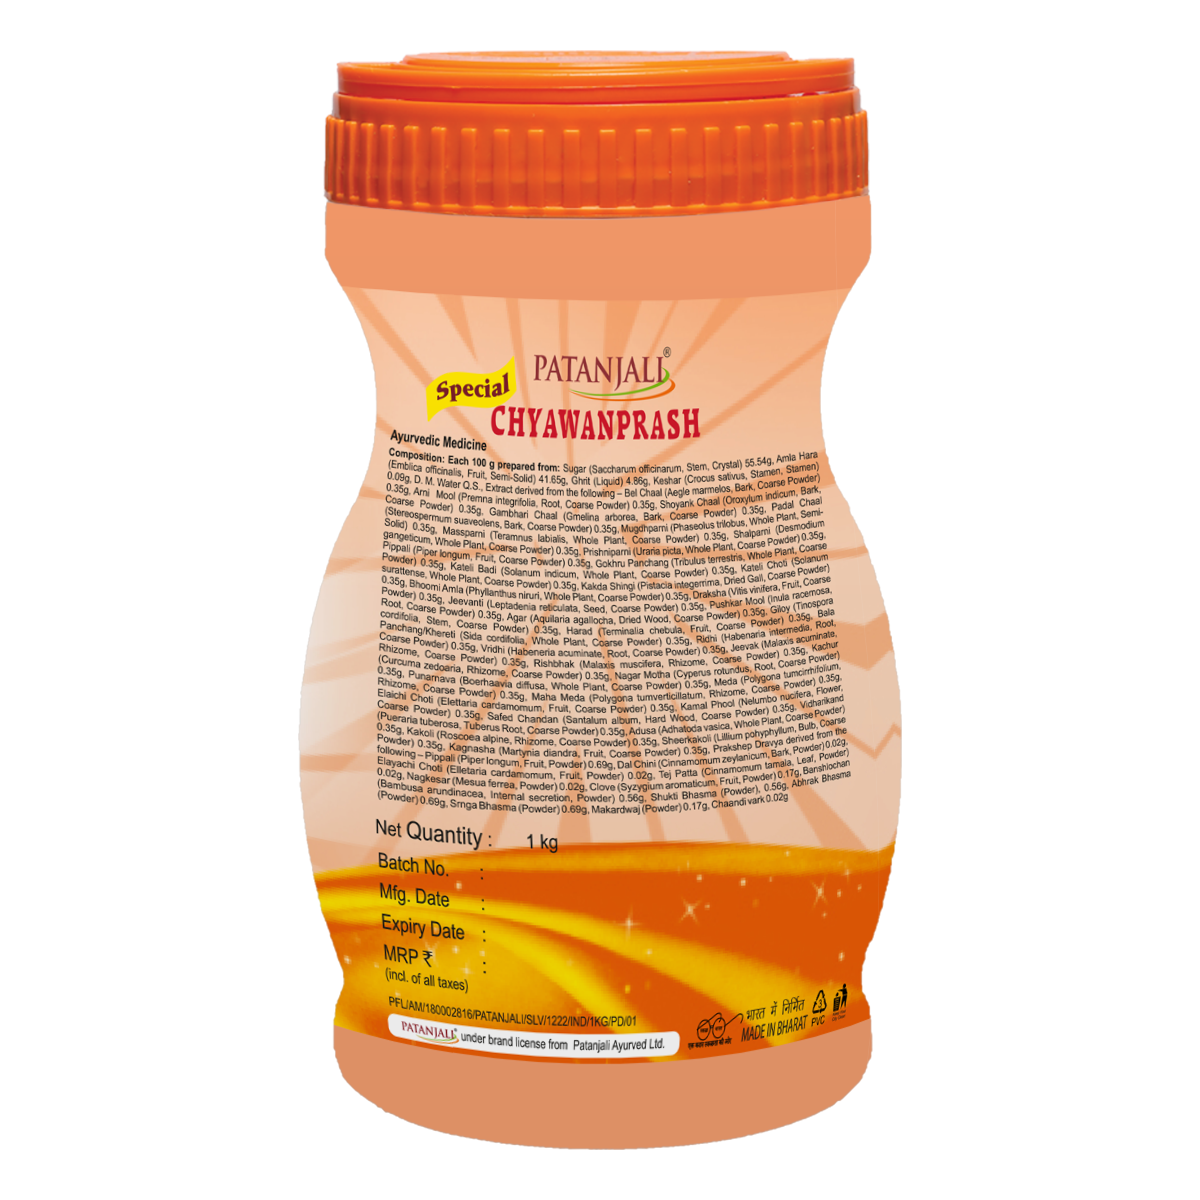 Special
PATANJALI®
CHYAWANPRASH
Ayurvedic Medicine
Composition: Each 100 g prepared from: Sugar (Saccharum officinarum, Stem, Crystal) 55.54g, Amla Hara
(Emblica officinalis, Fruit, Semi-Solid) 41.65g, Ghrit (Liquid) 4.86g, Keshar (Crocus sativus, Stamen, Stamen)
0.09g, D. M. Water Q.S., Extract derived from the following – Bel Chaal (Aegle marmelos, Bark, Coarse Powder)
0.35g, Arni Mool (Premna integrifolia, Root, Coarse Powder) 0.35g, Shoyank Chaal (Oroxylum indicum, Bark,
Coarse Powder) 0.35g, Gambhari Chaal (Gmelina arborea, Bark, Coarse Powder) 0.35g, Padal Chaal
(Stereospermum suaveolens, Bark, Coarse Powder) 0.35g, Mugdhparni (Phaseolus trilobus, Whole Plant, Semi-
Solid) 0.35g, Massparni (Teramnus labialis, Whole Plant, Coarse Powder) 0.35g, Shalparni (Desmodium
gangeticum, Whole Plant, Coarse Powder) 0.35g, Prishniparni (Uraria picta, Whole Plant, Coarse Powder) 0.35g,
Pippali (Piper longum, Fruit, Coarse Powder) 0.35g, Gokhru Panchang (Tribulus terrestris, Whole Plant, Coarse
Powder) 0.35g, Kateli Badi (Solanum indicum, Whole Plant, Coarse Powder) 0.35g, Kateli Choti (Solanum
surattense, Whole Plant, Coarse Powder) 0.35g, Kakda Shingi (Pistacia integerrima, Dried Gall, Coarse Powder)
0.35g, Bhoomi Amla (Phyllanthus niruri, Whole Plant, Coarse Powder) 0.35g, Draksha (Vitis vinifera, Fruit, Coarse
Powder) 0.35g, Jeevanti (Leptadenia reticulata, Seed, Coarse Powder) 0.35g, Pushkar Mool (Inula racemosa,
Root, Coarse Powder) 0.35g, Agar (Aquilaria agallocha, Dried Wood, Coarse Powder) 0.35g, Giloy (Tinospora
cordifolia, Stem, Coarse Powder) 0.35g, Harad (Terminalia chebula, Fruit, Coarse Powder) 0.35g, Bala
Panchang/Khereti (Sida cordifolia, Whole Plant, Coarse Powder) 0.35g, Ridhi (Habenaria intermedia, Root,
Coarse Powder) 0.35g, Vridhi (Habeneria acuminate, Root, Coarse Powder) 0.35g, Jeevak (Malaxis acuminate,
Rhizome, Coarse Powder) 0.35g, Rishbhak (Malaxis muscifera, Rhizome, Coarse Powder) 0.35g, Kachur
(Curcuma zedoaria, Rhizome, Coarse Powder) 0.35g, Nagar Motha (Cyperus rotundus, Root, Coarse Powder)
0.35g, Punarnava (Boerhaavia diffusa, Whole Plant, Coarse Powder) 0.35g, Meda (Polygona tumcirrhifolium,
Rhizome, Coarse Powder) 0.35g, Maha Meda (Polygona tumverticillatum, Rhizome, Coarse Powder) 0.35g,
Elaichi Choti (Elettaria cardamomum, Fruit, Coarse Powder) 0.35g, Kamal Phool (Nelumbo nucifera, Flower,
Coarse Powder) 0.35g, Safed Chandan (Santalum album, Hard Wood, Coarse Powder) 0.35g, Vidharikand
(Pueraria tuberosa, Tuberus Root, Coarse Powder) 0.35g, Adusa (Adhatoda vasica, Whole Plant, Coarse Powder)
0.35g, Kakoli (Roscoea alpine, Rhizome, Coarse Powder) 0.35g, Sheerkakoli (Lillium pohyphyllum, Bulb, Coarse
Powder) 0.35g, Kagnasha (Martynia diandra, Fruit, Coarse Powder) 0.35g, Prakshep Dravya derived from the
following – Pippali (Piper longum, Fruit, Powder) 0.69g, Dal Chini (Cinnamomum zeylanicum, Bark, Powder) 0.02g,
Elayachi Choti (Elletaria cardamomum, Fruit, Powder) 0.02g, Tej Patta (Cinnamomum tamala, Leaf, Powder)
0.02g, Nagkesar (Mesua ferrea, Powder) 0.02g, Clove (Syzygium aromaticum, Fruit, Powder) 0.17g, Banshlochan
(Bambusa arundinacea, Internal secretion, Powder) 0.56g, Shukti Bhasma (Powder), 0.56g, Abhrak Bhasma
(Powder) 0.69g, Srnga Bhasma (Powder) 0.69g, Makardwaj (Powder) 0.17g, Chaandi vark 0.02g
Net Quantity : 1 kg
Batch No. :
Mfg. Date :
Expiry Date :
MRP ₹ :
(incl. of all taxes)
PFL/AM/180002816/PATANJALI/SLV/1222/IND/1KG/PD/01
PATANJALI® under brand license from Patanjali Ayurved Ltd.
एक कदम स्वच्छता की ओर
भारत में निर्मित
MADE IN BHARAT
3
PVC